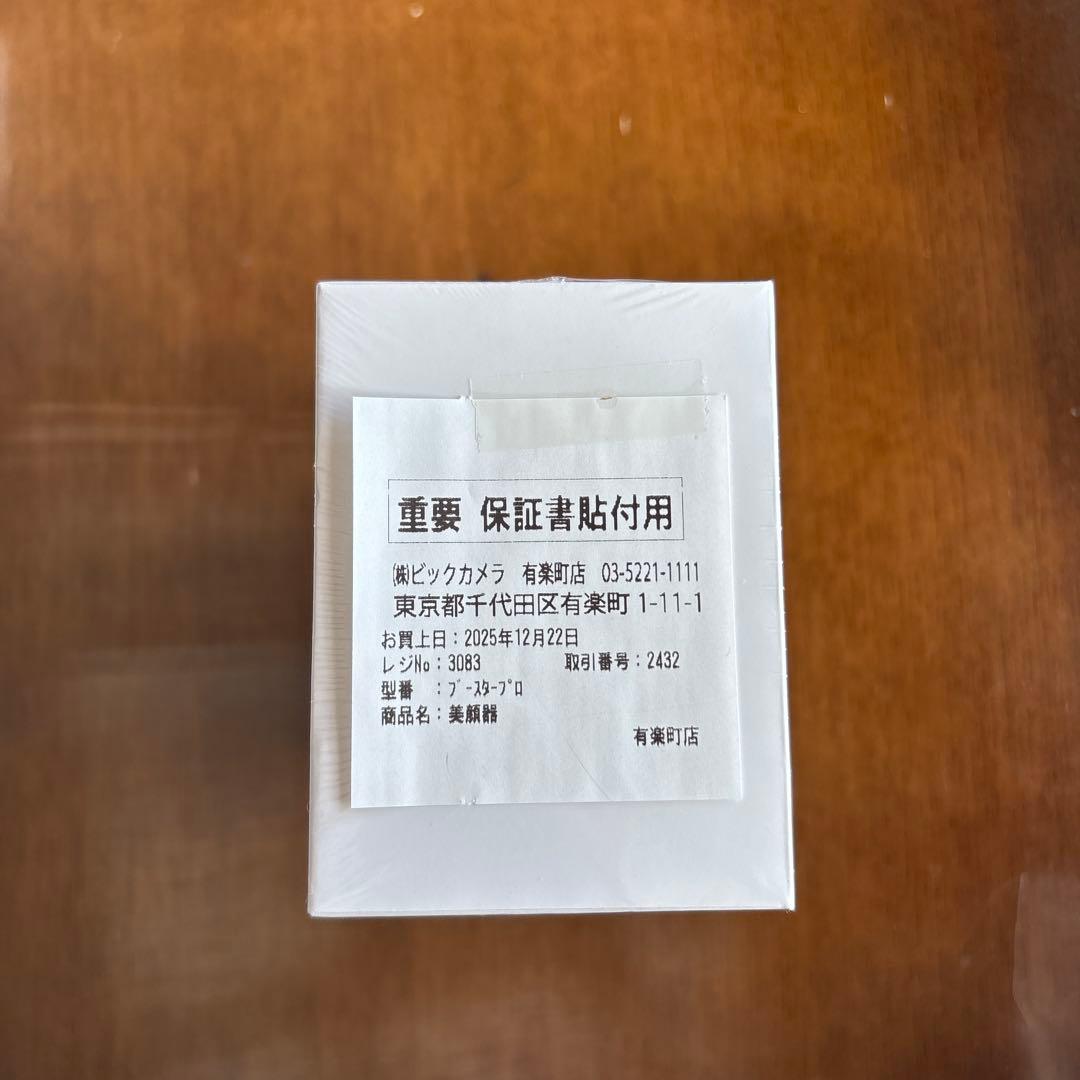 重要 保証書貼付用
㈱ビックカメラ 有楽町店 03-5221-1111
東京都千代田区有楽町1-11-1
お買上日：2025年12月22日
レジNo：3083 取引番号：2432
型番 ：ﾌﾞｰｽﾀｰﾌﾟﾛ
商品名：美顔器
有楽町店